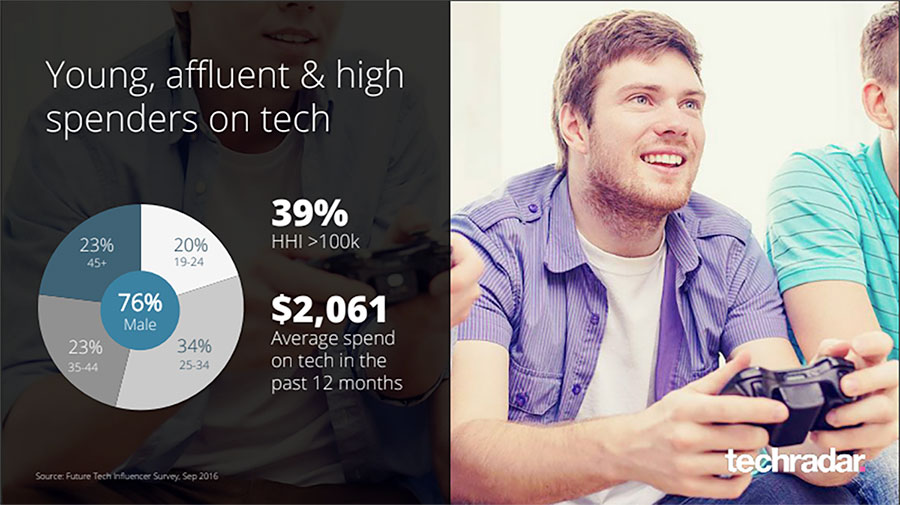 Young, affluent & high
spenders on tech
39%
HHI >100k
$2,061
Average spend
on tech in the
past 12 months
23%
45+
20%
19-24
76%
Male
23%
35-44
34%
25-34
Source: Future Tech Influencer Survey, Sep 2016
techradar.